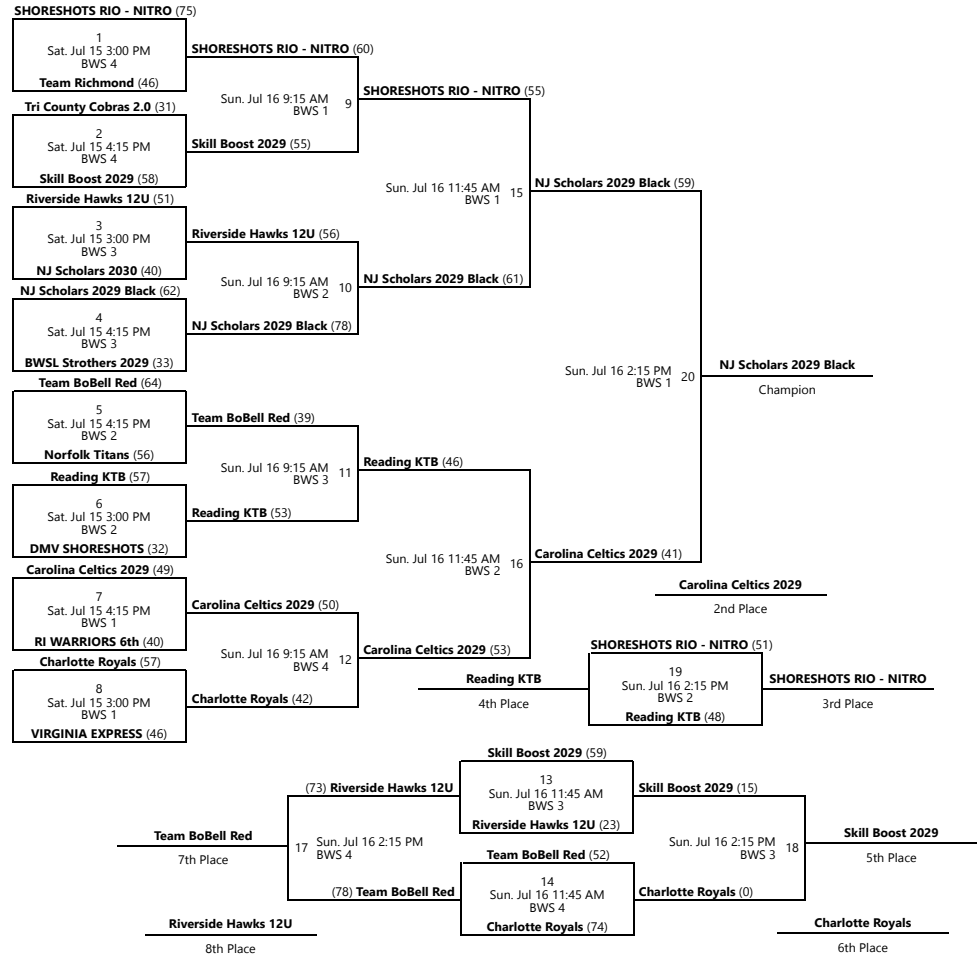 SHORESHOTS RIO - NITRO (75)
1
Sat. Jul 15 3:00 PM
BWS 4
Team Richmond (46)
SHORESHOTS RIO - NITRO (60)
Sun. Jul 16 9:15 AM 9
BWS 1
Skill Boost 2029 (55)
Tri County Cobras 2.0 (31)
2
Sat. Jul 15 4:15 PM
BWS 4
Skill Boost 2029 (58)
SHORESHOTS RIO - NITRO (55)
Sun. Jul 16 11:45 AM 15
BWS 1
NJ Scholars 2029 Black (61)
Riverside Hawks 12U (51)
3
Sat. Jul 15 3:00 PM
BWS 3
NJ Scholars 2030 (40)
Riverside Hawks 12U (56)
Sun. Jul 16 9:15 AM 10
BWS 2
NJ Scholars 2029 Black (78)
NJ Scholars 2029 Black (62)
4
Sat. Jul 15 4:15 PM
BWS 3
BWSL Strothers 2029 (33)
NJ Scholars 2029 Black (59)
Sun. Jul 16 2:15 PM 20
BWS 1
Carolina Celtics 2029 (41)
NJ Scholars 2029 Black
Champion
Team BoBell Red (64)
5
Sat. Jul 15 4:15 PM
BWS 2
Norfolk Titans (56)
Team BoBell Red (39)
Sun. Jul 16 9:15 AM 11
BWS 3
Reading KTB (53)
Reading KTB (57)
6
Sat. Jul 15 3:00 PM
BWS 2
DMV SHORESHOTS (32)
Reading KTB (46)
Sun. Jul 16 11:45 AM 16
BWS 2
Carolina Celtics 2029 (53)
Carolina Celtics 2029 (49)
7
Sat. Jul 15 4:15 PM
BWS 1
RI WARRIORS 6th (40)
Carolina Celtics 2029 (50)
Sun. Jul 16 9:15 AM 12
BWS 4
Charlotte Royals (42)
Charlotte Royals (57)
8
Sat. Jul 15 3:00 PM
BWS 1
VIRGINIA EXPRESS (46)
Carolina Celtics 2029
2nd Place
SHORESHOTS RIO - NITRO (51)
19
Sun. Jul 16 2:15 PM
BWS 2
Reading KTB (48)
Reading KTB
4th Place
SHORESHOTS RIO - NITRO
3rd Place
Skill Boost 2029 (59)
13
Sun. Jul 16 11:45 AM
BWS 3
Riverside Hawks 12U (23)
(73) Riverside Hawks 12U
17 Sun. Jul 16 2:15 PM
BWS 4
(78) Team BoBell Red
Team BoBell Red
7th Place
Riverside Hawks 12U
8th Place
Team BoBell Red (52)
14
Sun. Jul 16 11:45 AM
BWS 4
Charlotte Royals (74)
Skill Boost 2029 (15)
Sun. Jul 16 2:15 PM 18
BWS 3
Charlotte Royals (0)
Skill Boost 2029
5th Place
Charlotte Royals
6th Place